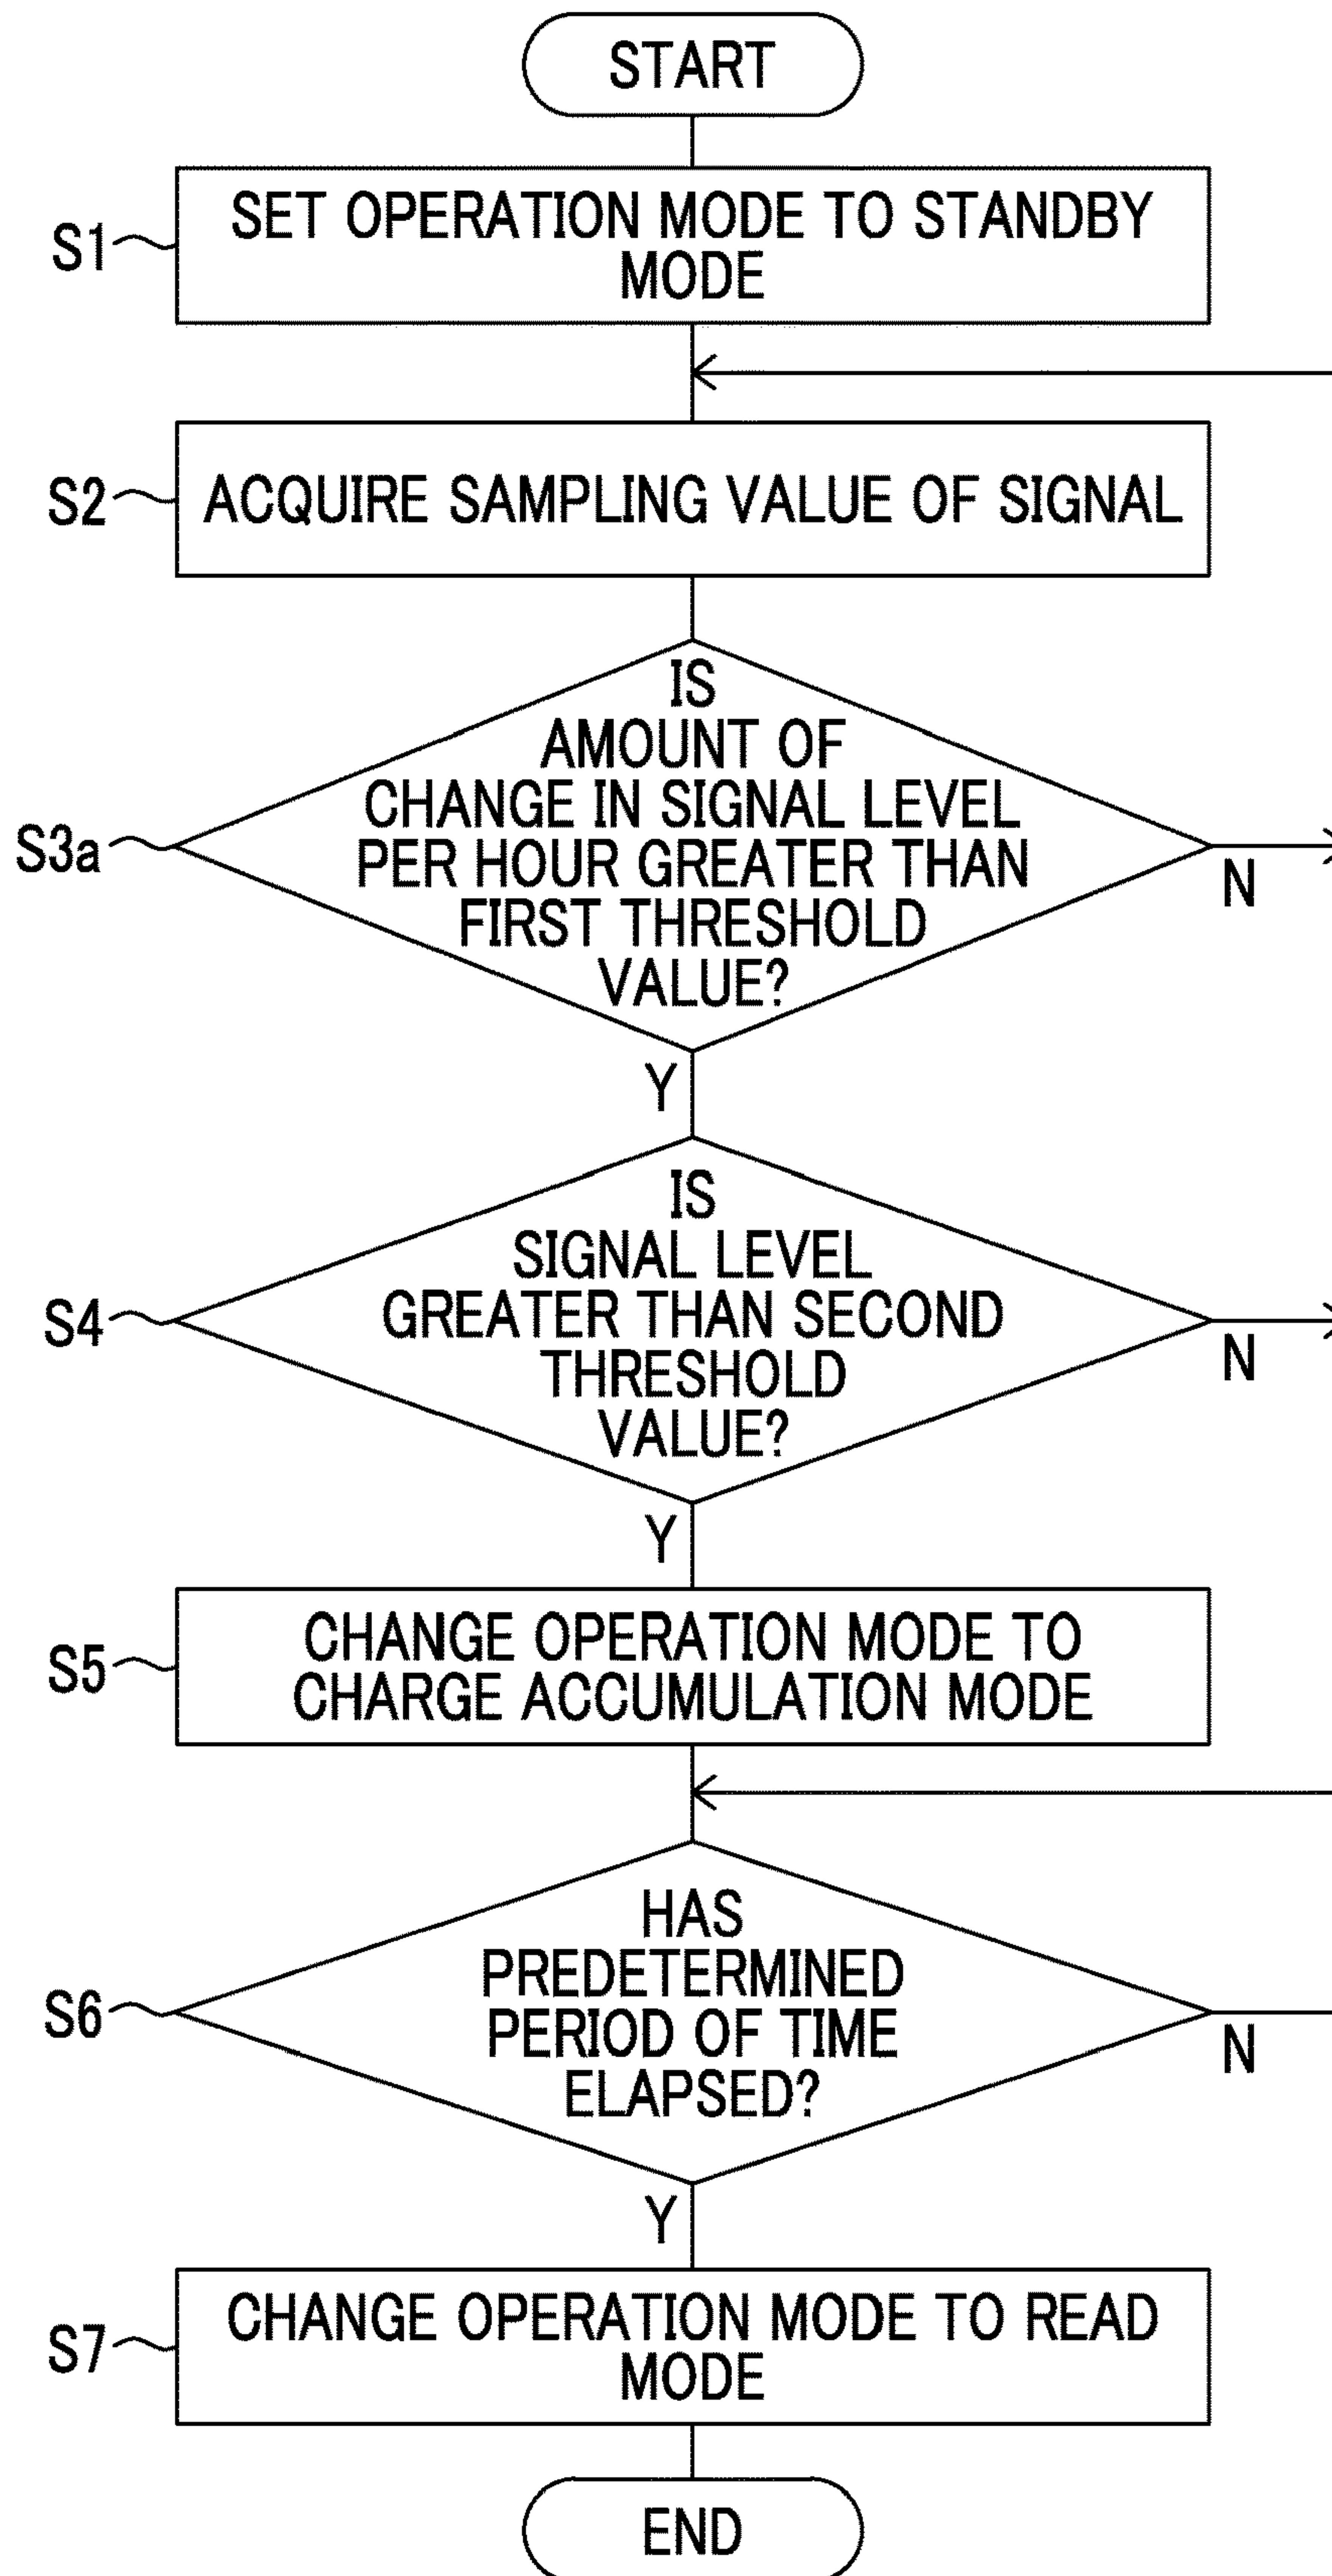 START
S1
SET OPERATION MODE TO STANDBY
MODE
S2
ACQUIRE SAMPLING VALUE OF SIGNAL
S3a
IS
AMOUNT OF
CHANGE IN SIGNAL LEVEL
PER HOUR GREATER THAN
FIRST THRESHOLD
VALUE?
N
Y
S4
IS
SIGNAL LEVEL
GREATER THAN SECOND
THRESHOLD
VALUE?
N
Y
S5
CHANGE OPERATION MODE TO
CHARGE ACCUMULATION MODE
S6
HAS
PREDETERMINED
PERIOD OF TIME
ELAPSED?
N
Y
S7
CHANGE OPERATION MODE TO READ
MODE
END